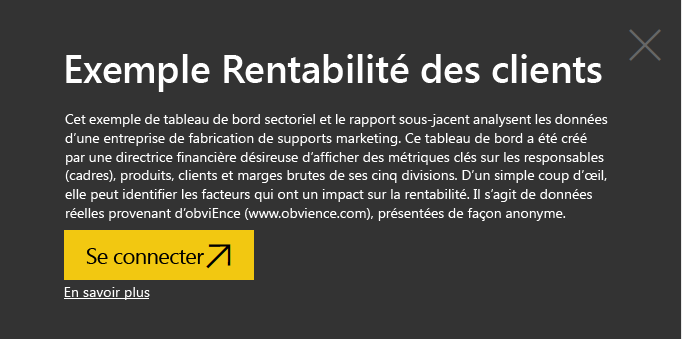 Exemple Rentabilité des clients
Cet exemple de tableau de bord sectoriel et le rapport sous-jacent analysent les données
d'une entreprise de fabrication de supports marketing. Ce tableau de bord a été créé
par une directrice financière désireuse d'afficher des métriques clés sur les responsables
(cadres), produits, clients et marges brutes de ses cinq divisions. D'un simple coup d'œil,
elle peut identifier les facteurs qui ont un impact sur la rentabilité. Il s'agit de données
réelles provenant d'obviEnce (www.obvience.com), présentées de façon anonyme.
Se connecter
En savoir plus